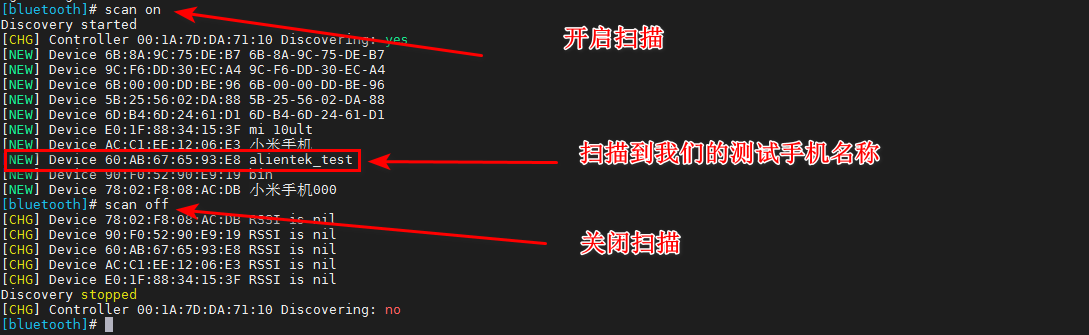 [bluetooth]# scan on
Discovery started
[CHG] Controller 00:1A:7D:DA:71:10 Discovering: yes
开启扫描
[NEW] Device 6B:8A:9C:75:DE:B7 6B-8A-9C-75-DE-B7
[NEW] Device 9C:F6:DD:30:EC:A4 9C-F6-DD-30-EC-A4
[NEW] Device 6B:00:00:DD:BE:96 6B-00-00-DD-BE-96
[NEW] Device 5B:25:56:02:DA:88 5B-25-56-02-DA-88
[NEW] Device 6D:B4:6D:24:61:D1 6D-B4-6D-24-61-D1
[NEW] Device E0:1F:88:34:15:3F mi 10ult
[NEW] Device AC:C1:EE:12:06:E3 小米手机
[NEW] Device 60:AB:67:65:93:E8 alientek_test
扫描到我们的测试手机名称
[NEW] Device 90:F0:52:90:E9:19 bin
[NEW] Device 78:02:F8:08:AC:DB 小米手机000
[bluetooth]# scan off
[CHG] Device 78:02:F8:08:AC:DB RSSI is nil
[CHG] Device 90:F0:52:90:E9:19 RSSI is nil
关闭扫描
[CHG] Device 60:AB:67:65:93:E8 RSSI is nil
[CHG] Device AC:C1:EE:12:06:E3 RSSI is nil
[CHG] Device E0:1F:88:34:15:3F RSSI is nil
Discovery stopped
[CHG] Controller 00:1A:7D:DA:71:10 Discovering: no
[bluetooth]#